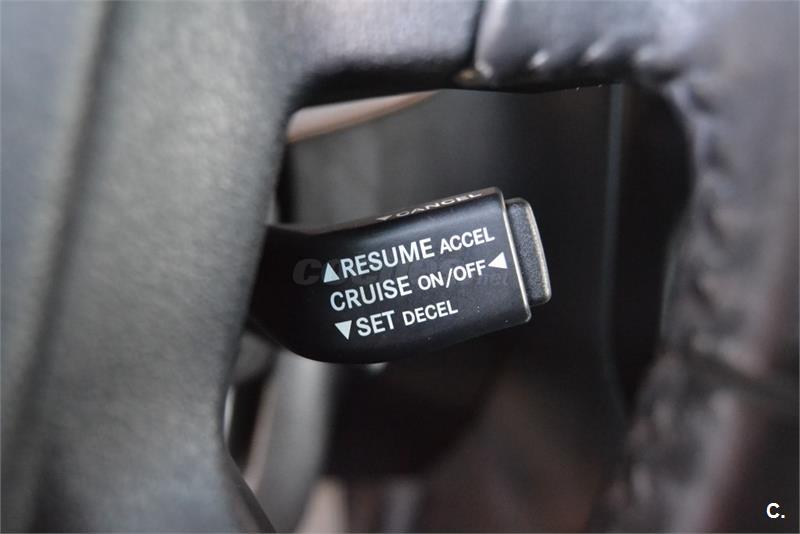 ▼CANCEL
▲RESUME ACCEL
CRUISE ON/OFF◀
▼SET DECEL
C.